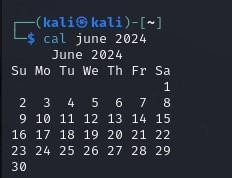 ┌──(kali㉿kali)-[~]
└─$ cal june 2024
     June 2024
Su Mo Tu We Th Fr Sa
                   1
 2  3  4  5  6  7  8
 9 10 11 12 13 14 15
16 17 18 19 20 21 22
23 24 25 26 27 28 29
30